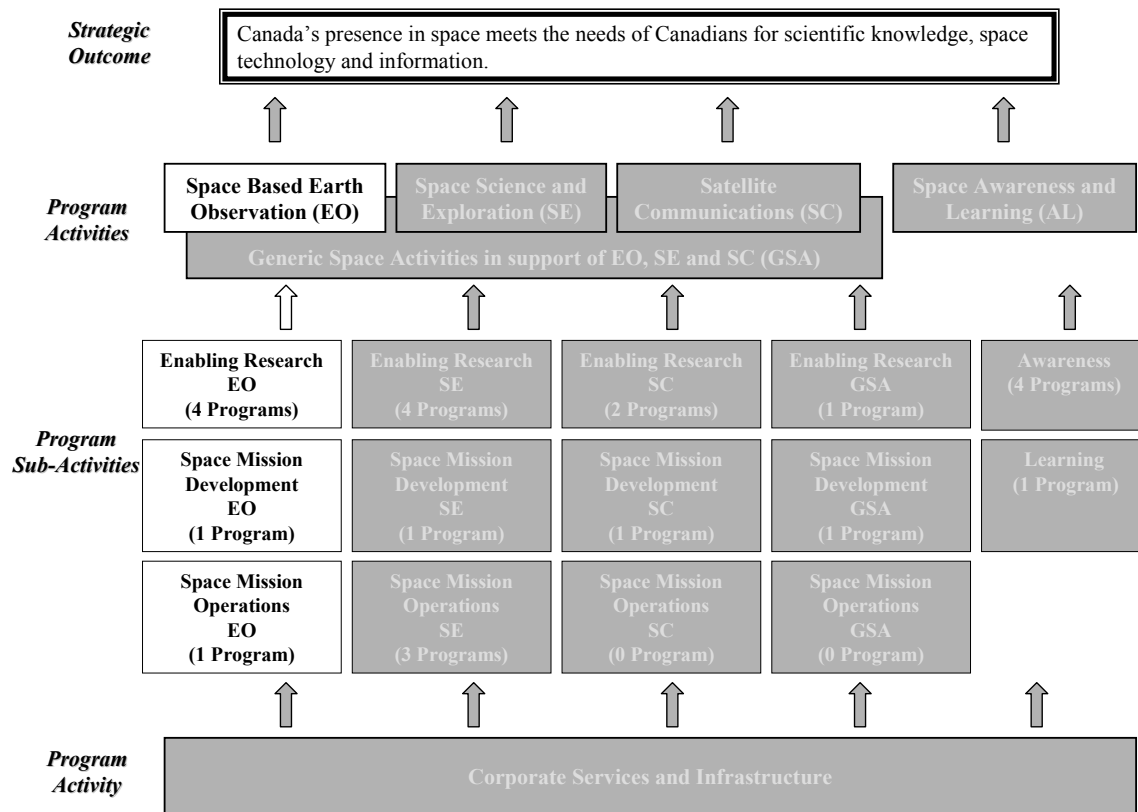 Strategic
Outcome
Canada’s presence in space meets the needs of Canadians for scientific knowledge, space
technology and information.
Program
Activities
Space Based Earth
Observation (EO)
Space Science and
Exploration (SE)
Satellite
Communications (SC)
Space Awareness and
Learning (AL)
Generic Space Activities in support of EO, SE and SC (GSA)
Program
Sub-Activities
Enabling Research
EO
(4 Programs)
Enabling Research
SE
(4 Programs)
Enabling Research
SC
(2 Programs)
Enabling Research
GSA
(1 Program)
Awareness
(4 Programs)
Space Mission
Development
EO
(1 Program)
Space Mission
Development
SE
(1 Program)
Space Mission
Development
SC
(1 Program)
Space Mission
Development
GSA
(1 Program)
Learning
(1 Program)
Space Mission
Operations
EO
(1 Program)
Space Mission
Operations
SE
(3 Programs)
Space Mission
Operations
SC
(0 Program)
Space Mission
Operations
GSA
(0 Program)
Program
Activity
Corporate Services and Infrastructure